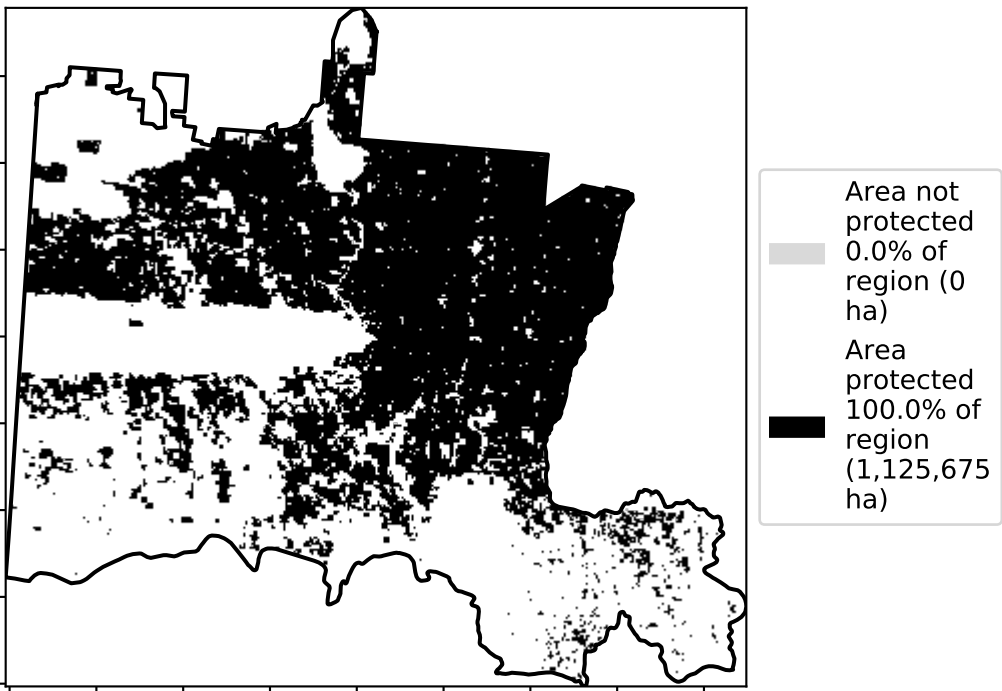 Area not
protected
0.0% of
region (0
ha)
Area
protected
100.0% of
region
(1,125,675
ha)